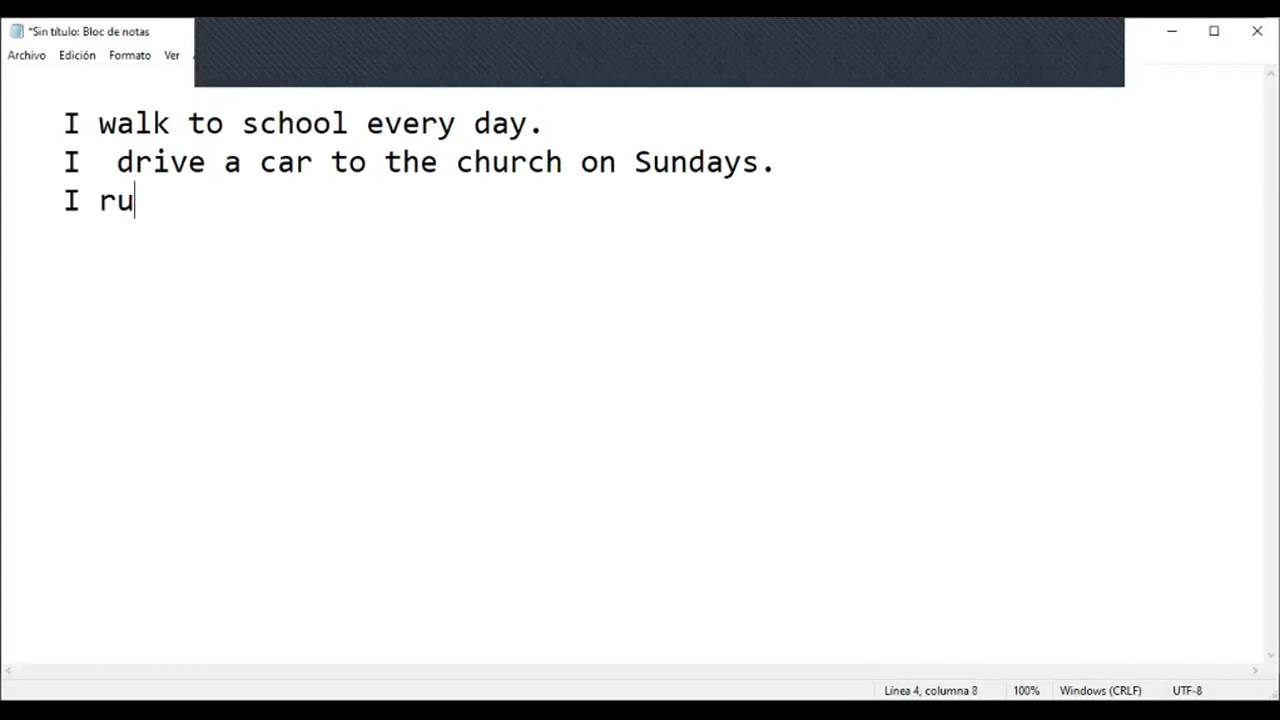 *Sin título: Bloc de notas
Archivo Edición Formato Ver
I walk to school every day.
I  drive a car to the church on Sundays.
I ru
Línea 4, columna 8 100% Windows (CRLF) UTF-8